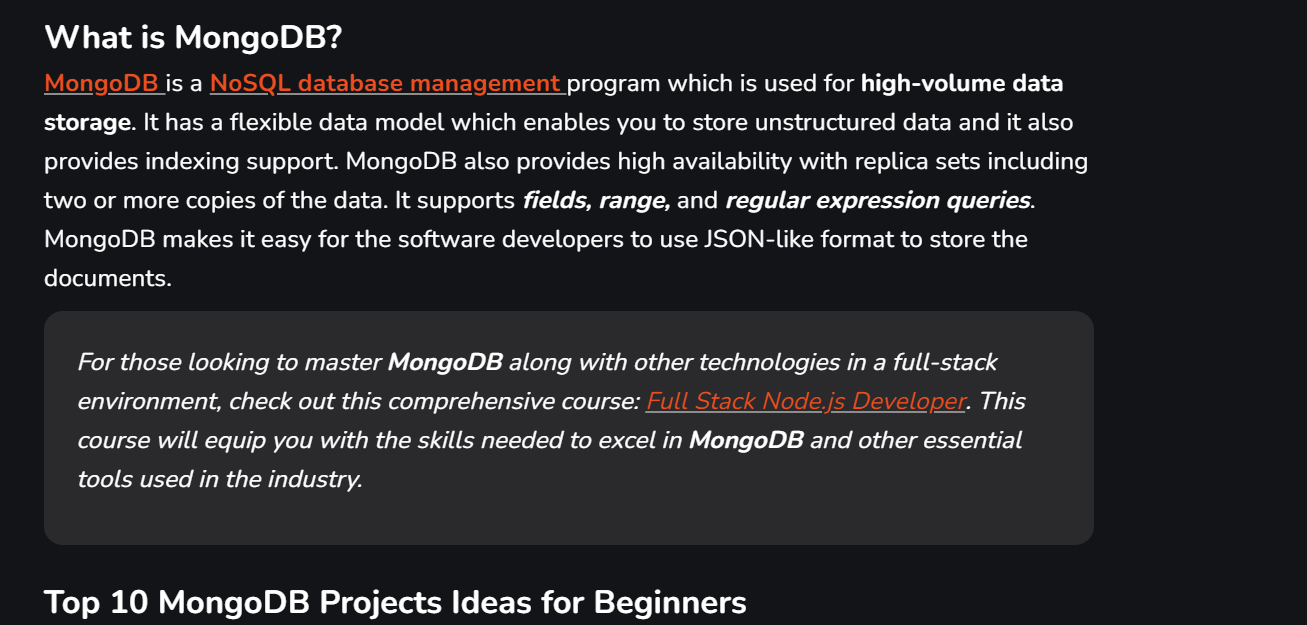 What is MongoDB?
MongoDB is a NoSQL database management program which is used for high-volume data
storage. It has a flexible data model which enables you to store unstructured data and it also
provides indexing support. MongoDB also provides high availability with replica sets including
two or more copies of the data. It supports fields, range, and regular expression queries.
MongoDB makes it easy for the software developers to use JSON-like format to store the
documents.
For those looking to master MongoDB along with other technologies in a full-stack
environment, check out this comprehensive course: Full Stack Node.js Developer. This
course will equip you with the skills needed to excel in MongoDB and other essential
tools used in the industry.
Top 10 MongoDB Projects Ideas for Beginners